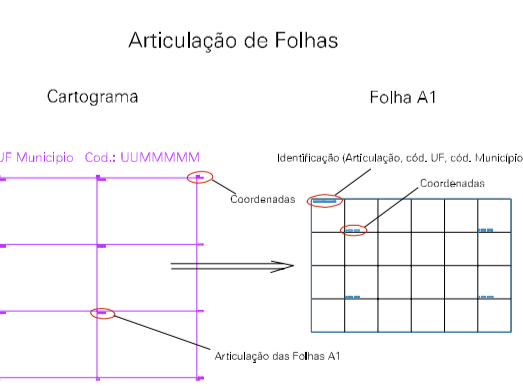 Articulação de Folhas
Cartograma
Folha A1
UF Municipio Cod.: UUMMMMM
Identificação (Articulação, cód. UF, cód. Município
Coordenadas
Coordenadas
Articulação das Folhas A1